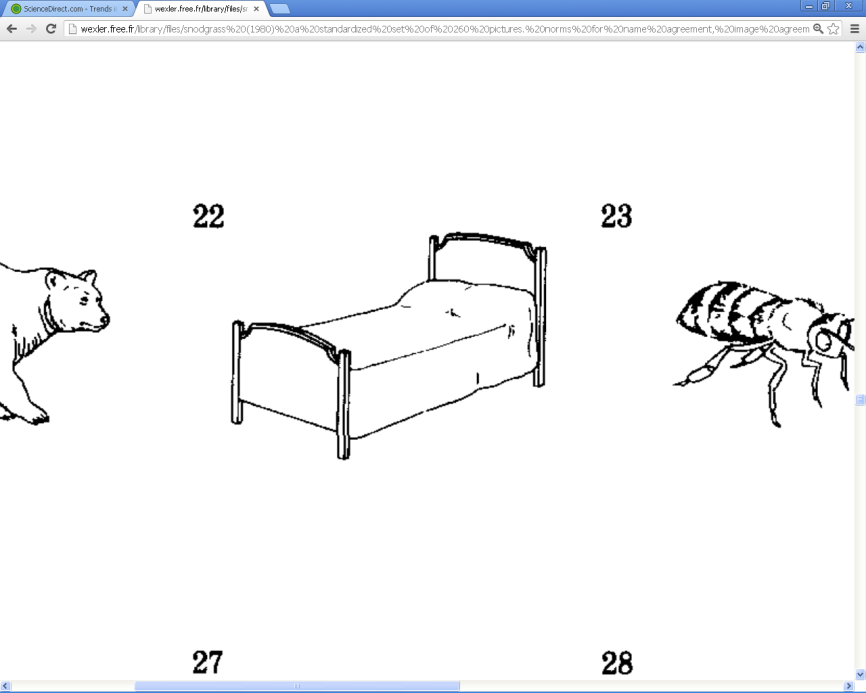 ScienceDirect.com - Trends i
wexler.free.fr/library/files/s
wexler.free.fr/library/files/snodgrass%20(1980)%20a%20standardized%20set%20of%20260%20pictures.%20norms%20for%20name%20agreement,%20image%20agreem
22 23
27 28